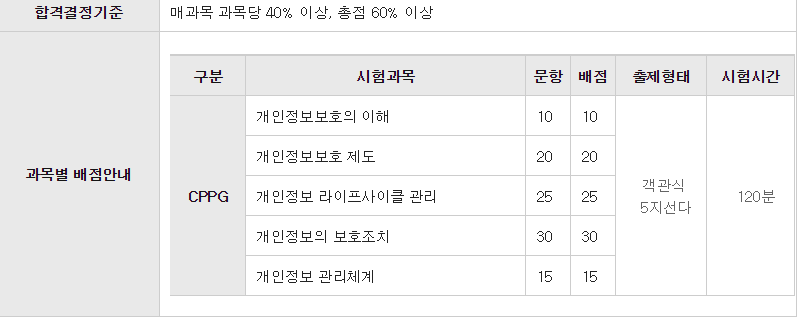 합격결정기준 매과목 과목당 40% 이상, 총점 60% 이상
과목별 배점안내
구분 시험과목 문항 배점 출제형태 시험시간
CPPG
개인정보보호의 이해 10 10
개인정보보호 제도 20 20
개인정보 라이프사이클 관리 25 25
개인정보의 보호조치 30 30
개인정보 관리체계 15 15
객관식
5지선다
120분